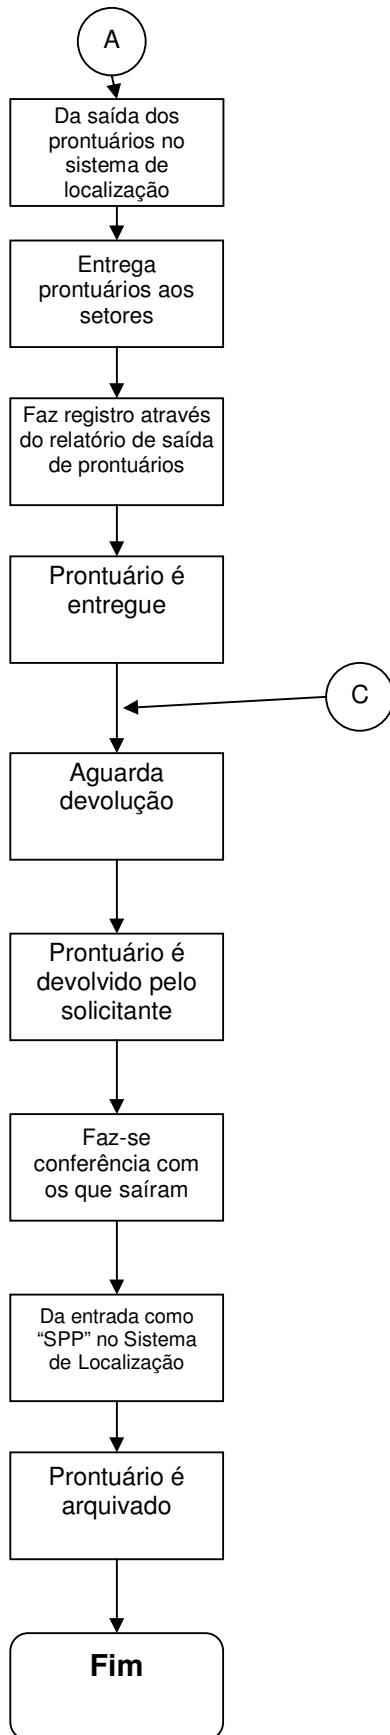 A
Da saída dos
prontuários no
sistema de
localização
Entrega
prontuários aos
setores
Faz registro através
do relatório de saída
de prontuários
Prontuário é
entregue
C
Aguarda
devolução
Prontuário é
devolvido pelo
solicitante
Faz-se
conferência com
os que saíram
Da entrada como
“SPP” no Sistema
de Localização
Prontuário é
arquivado
Fim